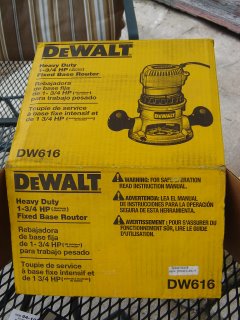 DEWALT
Heavy Duty
1-3/4 HP
Fixed Base Router
Rebajadora
de base fija
de 1- 3/4 HP
para trabajo pesado
Toupie de service
à base fixe intensif et
de 1 3/4 HP
DW616
DEWALT
Heavy Duty
1-3/4 HP
Fixed Base Router
Rebajadora
de base fija
de 1- 3/4 HP
para trabajo pesado
Toupie de service
à base fixe intensif et
de 1 3/4 HP
WARNING: FOR SAFE OPERATION
READ INSTRUCTION MANUAL.
ADVERTENCIA: LEA EL MANUAL
DE INSTRUCCIONES PARA LA OPERACIÓN
SEGURA DE ESTA HERRAMIENTA.
AVERTISSEMENT: POUR S'ASSURER DU
FONCTIONNEMENT SÛR, LIRE LE GUIDE
D'UTILISATION.
DW616